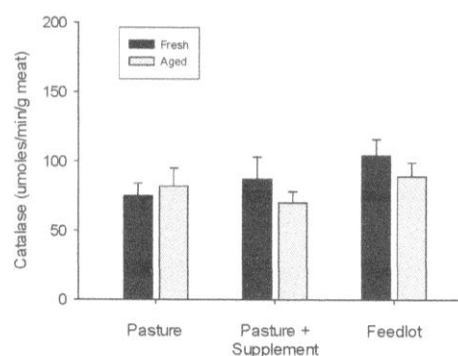 Catalase (umoles/min/g meat)
200
150
100
50
0
Fresh
Aged
Pasture
Pasture +
Supplement
Feedlot